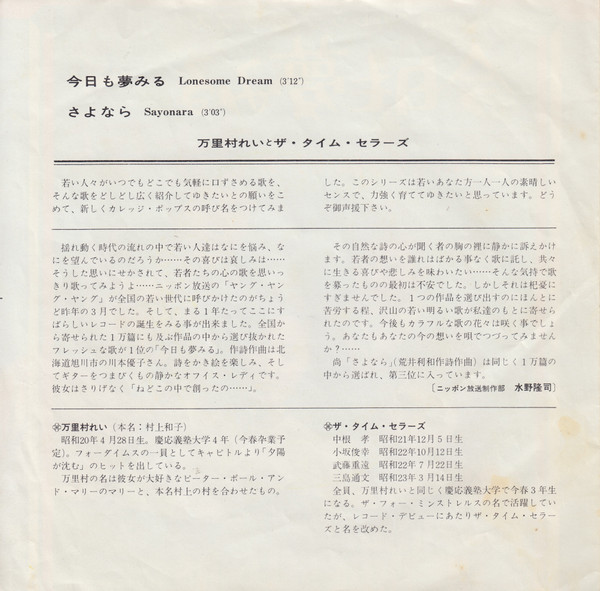 今日も夢みる Lonesome Dream (3'12")
さよなら Sayonara (3'03")
万里村れいとザ・タイム・セラーズ
若い人々がいつでもどこでも気軽に口ずさめる歌を、
そんな歌をどしどし広く紹介してゆきたいとの願いをこ
めて、新しくカレッジ・ポップスの呼び名をつけてみま
した。このシリーズは若いあなた方一人一人の素晴しい
センスで、力強く育ててゆきたいと思っています。どう
ぞ御声援下さい。
揺れ動く時代の流れの中で若い人達はなにを悩み、な
にを望んでいるのだろうか……その喜びは哀しみは……
そうした思いにせかされて、若者たちの心の歌を思いっ
きり歌ってみようよ……ニッポン放送の「ヤング・ヤン
グ・ヤング」が全国の若い世代に呼びかけたのがちょう
ど昨年の3月でした。そして、まる1年たってここにす
ばらしいレコードの誕生をみる事が出来ました。全国か
ら寄せられた1万篇にも及ぶ作品の中から選び抜かれた
フレッシュな歌が1位の「今日も夢みる」。作詩作曲は北
海道旭川市の川本優子さん。詩をかき絵を楽しみ、そし
てギターをつまびくもの静かなオフイス・レディです。
彼女はさりげなく「ねどこの中で創ったの……」。
その自然な詩の心が聞く者の胸の裡に静かに訴えかけ
ます。若者の想いを誰ればばかる事なく歌に託し、共々
に生きる喜びや悲しみを味わいたい……そんな気持で歌
を募ったものの最初は不安でした。しかしそれは杞憂に
すぎませんでした。1つの作品を選び出すのにほんとに
苦労する程、沢山の若い明るい歌が私達のもとに寄せら
れたのです。今後もカラフルな歌の花々は咲く事でしょ
う。あなたもあなたの今の想いを唄でつづってみません
か？……
尚「さよなら」（荒井利和作詩作曲）は同じく1万篇の
中から選ばれ、第三位に入っています。
〔ニッポン放送制作部 水野隆司〕
万里村れい（本名：村上和子）
昭和20年4月28日生。慶応義塾大学4年（今春卒業予
定）。フォーダイムスの一員としてキャピトルより「夕陽
が沈む」のヒットを出している。
万里村の名は彼女が大好きなピーター・ポール・アン
ド・マリーのマリーと、本名村上の村を合わせたもの。
ザ・タイム・セラーズ
中根 孝 昭和21年12月5日生
小坂俊幸 昭和22年10月12日生
武藤重遠 昭和22年7月22日生
三島通文 昭和23年3月14日生
全員、万里村れいと同じく慶応義塾大学で今春3年生
になる。ザ・フォー・ミンストレルスの名で活躍してい
たが、レコード・デビューにあたりザ・タイム・セラー
ズと名を改めた。